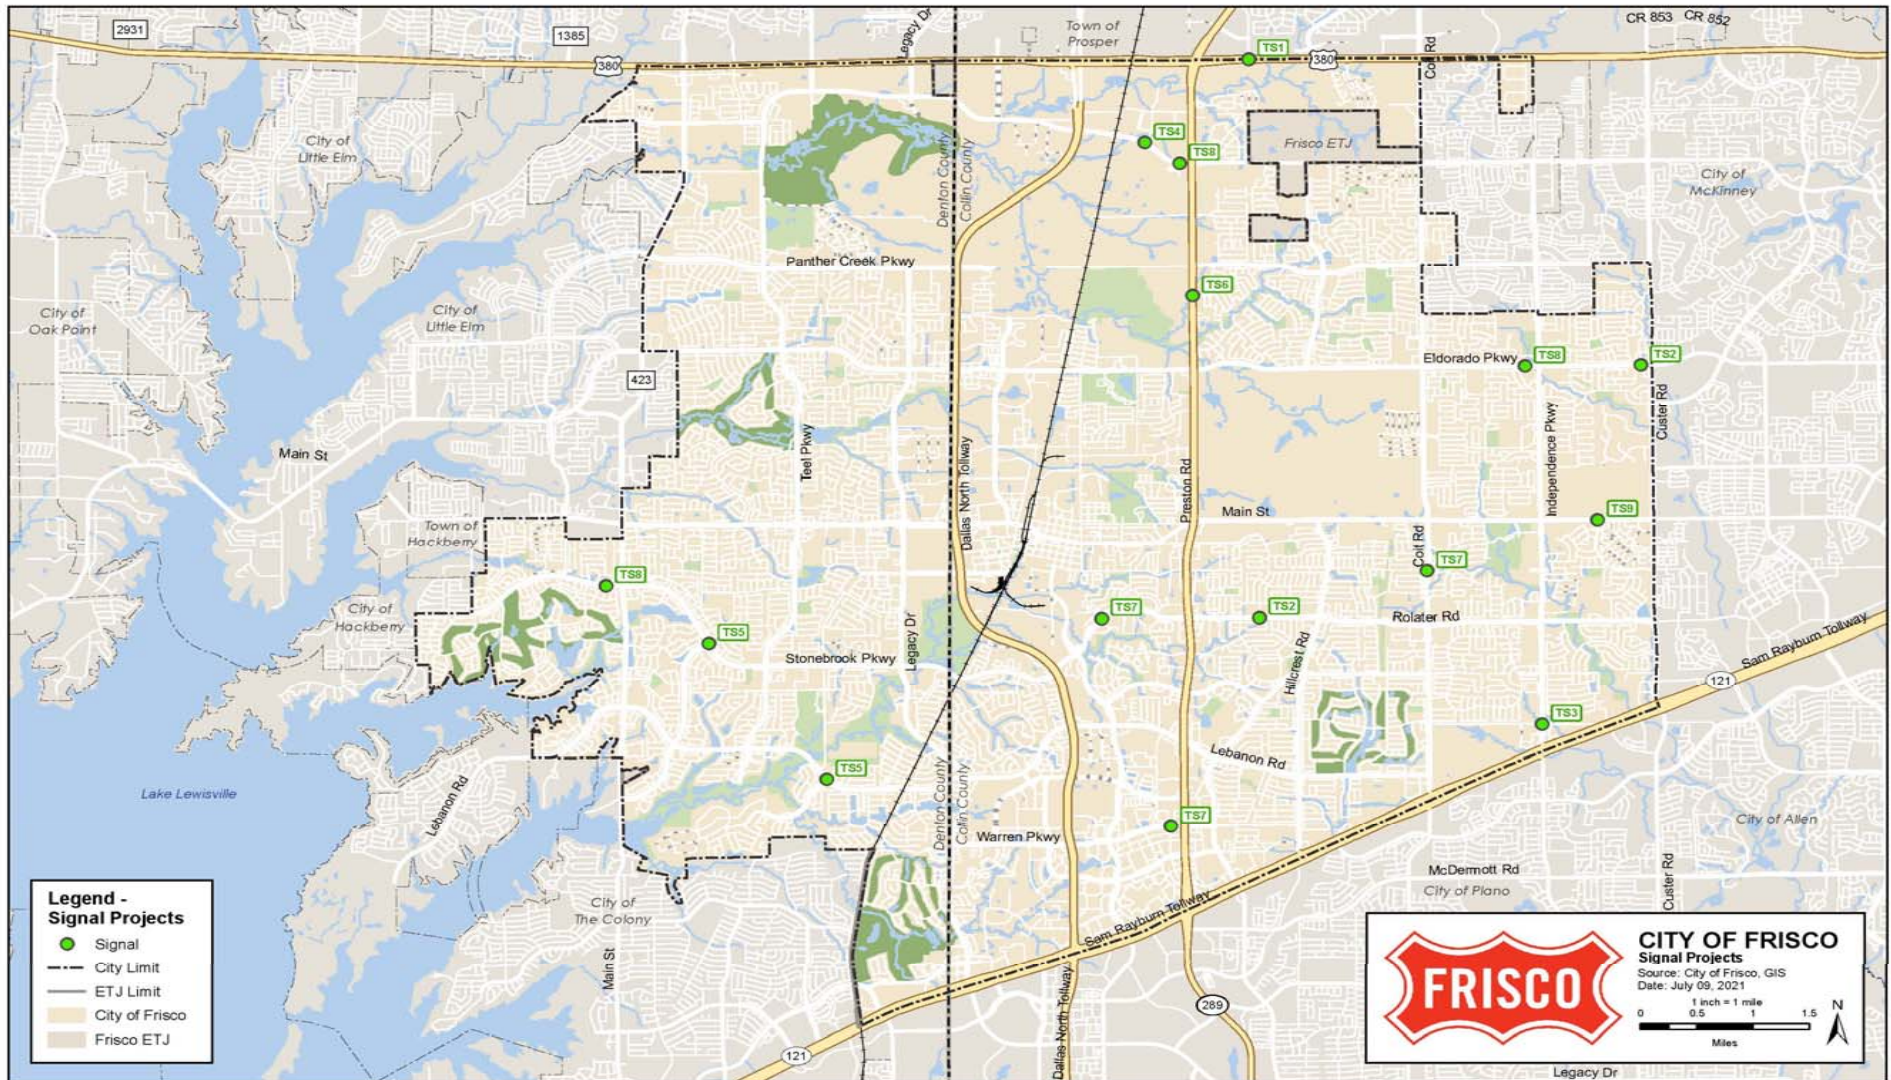 2931
1385
Legacy Dr
Town of
Prosper
CR 853
CR 852
380
TS1
380
Coit Rd
City of
Little Elm
TS4
TS8
Frisco ETJ
Denton County
Collin County
City of
McKinney
Panther Creek Pkwy
TS6
City of
Oak Point
City of
Little Elm
423
Eldorado Pkwy
TS8
TS2
Custer Rd
Main St
Teel Pkwy
Dallas North Tollway
Preston Rd
Independence Pkwy
Main St
TS9
Town of
Hackberry
Coit Rd
TS7
TS8
City of
Hackberry
TS7
TS2
Rolater Rd
TS5
Stonebrook Pkwy
Legacy Dr
Hillcrest Rd
Sam Rayburn Tollway
121
TS3
Lebanon Rd
TS5
Lake Lewisville
Lebanon Rd
Denton County
Collin County
TS7
Warren Pkwy
City of Allen
McDermott Rd
City of Plano
Custer Rd
City of
The Colony
Main St
Sam Rayburn Tollway
Dallas North Tollway
289
121
Legacy Dr
Legend -
Signal Projects
Signal
City Limit
ETJ Limit
City of Frisco
Frisco ETJ
FRISCO
CITY OF FRISCO
Signal Projects
Source: City of Frisco, GIS
Date: July 09, 2021
1 inch = 1 mile
0 0.5 1 1.5
Miles
N